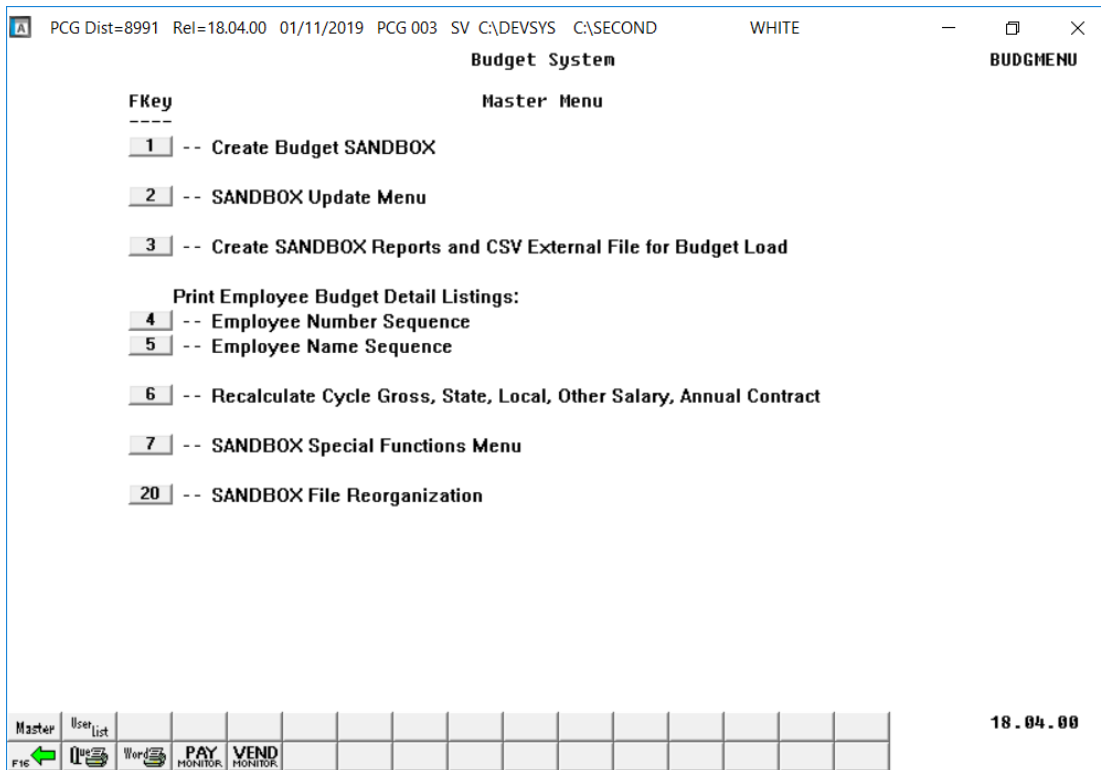 A PCG Dist=8991 Rel=18.04.00 01/11/2019 PCG 003 SV C:\DEVSYS C:\SECOND WHITE
Budget System BUDGMENU
FKey Master Menu
----
1 -- Create Budget SANDBOX
2 -- SANDBOX Update Menu
3 -- Create SANDBOX Reports and CSV External File for Budget Load
Print Employee Budget Detail Listings:
4 -- Employee Number Sequence
5 -- Employee Name Sequence
6 -- Recalculate Cycle Gross, State, Local, Other Salary, Annual Contract
7 -- SANDBOX Special Functions Menu
20 -- SANDBOX File Reorganization
Master User List 18.04.00
F16 Que Word PAY MONITOR VEND MONITOR